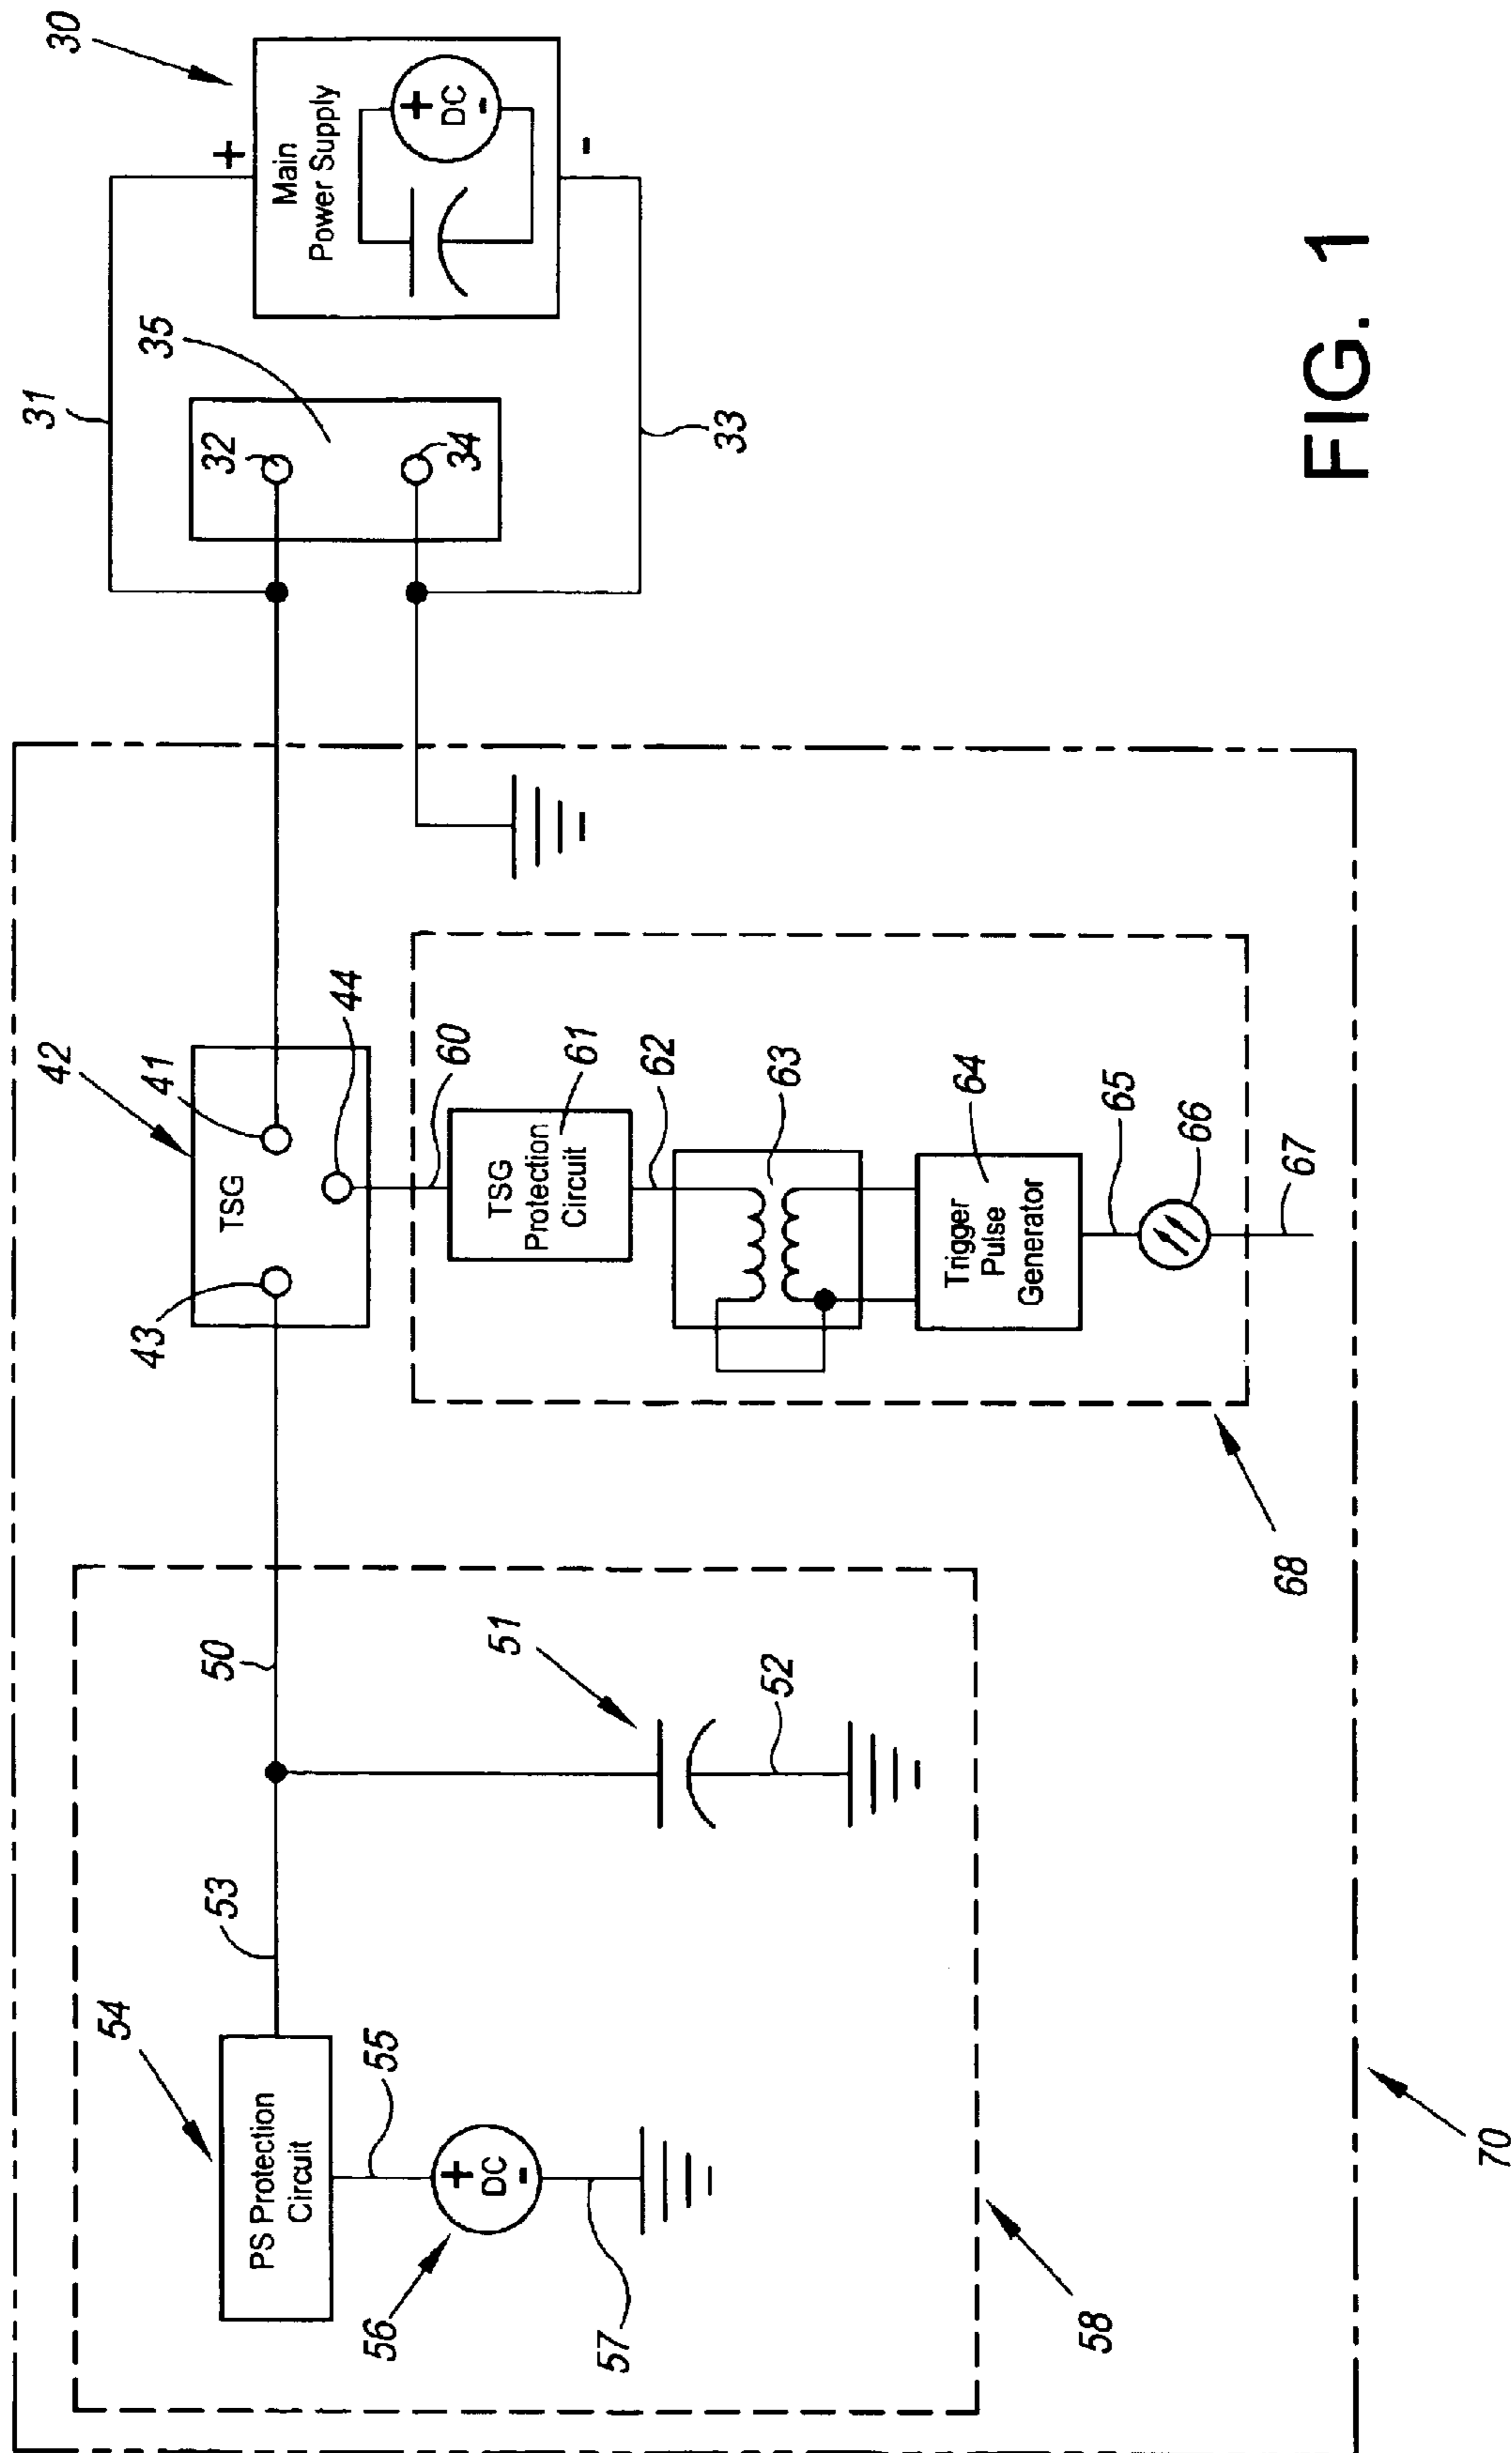 30
+
Main
Power Supply
+
DC
-
-
31
35
32
34
33
42
41
44
TSG
43
60
TSG
Protection
Circuit
61
62
63
64
Trigger
Pulse
Generator
65
66
67
68
50
51
52
53
54
PS Protection
Circuit
55
+
DC
-
56
57
58
70
FIG. 1